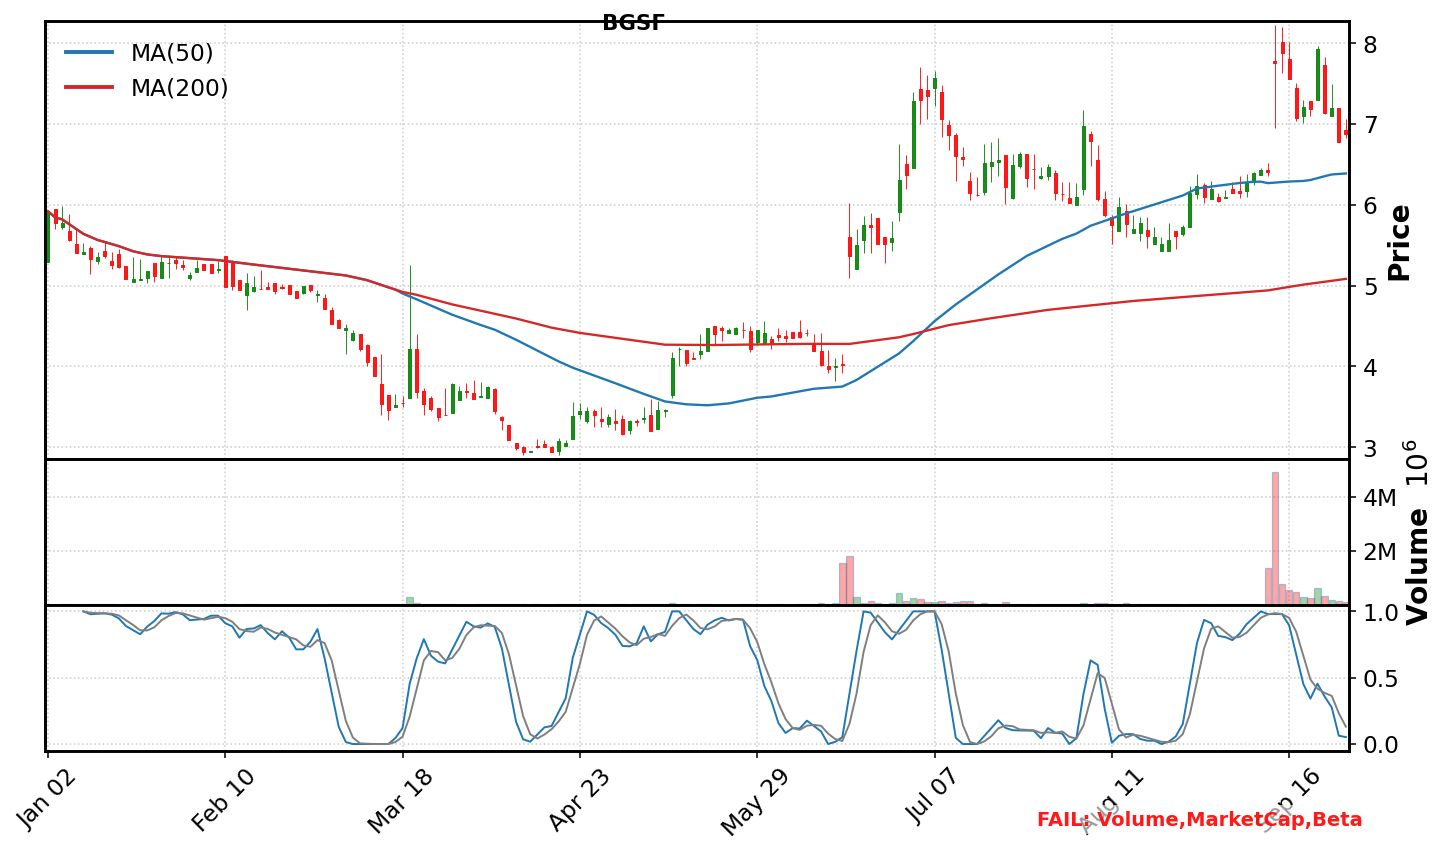 BGSF
MA(50)
MA(200)
8
7
6
5
4
3
Price
4M
2M
Volume 10^6
1.0
0.5
0.0
Jan 02
Feb 10
Mar 18
Apr 23
May 29
Jul 07
Aug 11
Sep 16
FAIL: Volume,MarketCap,Beta